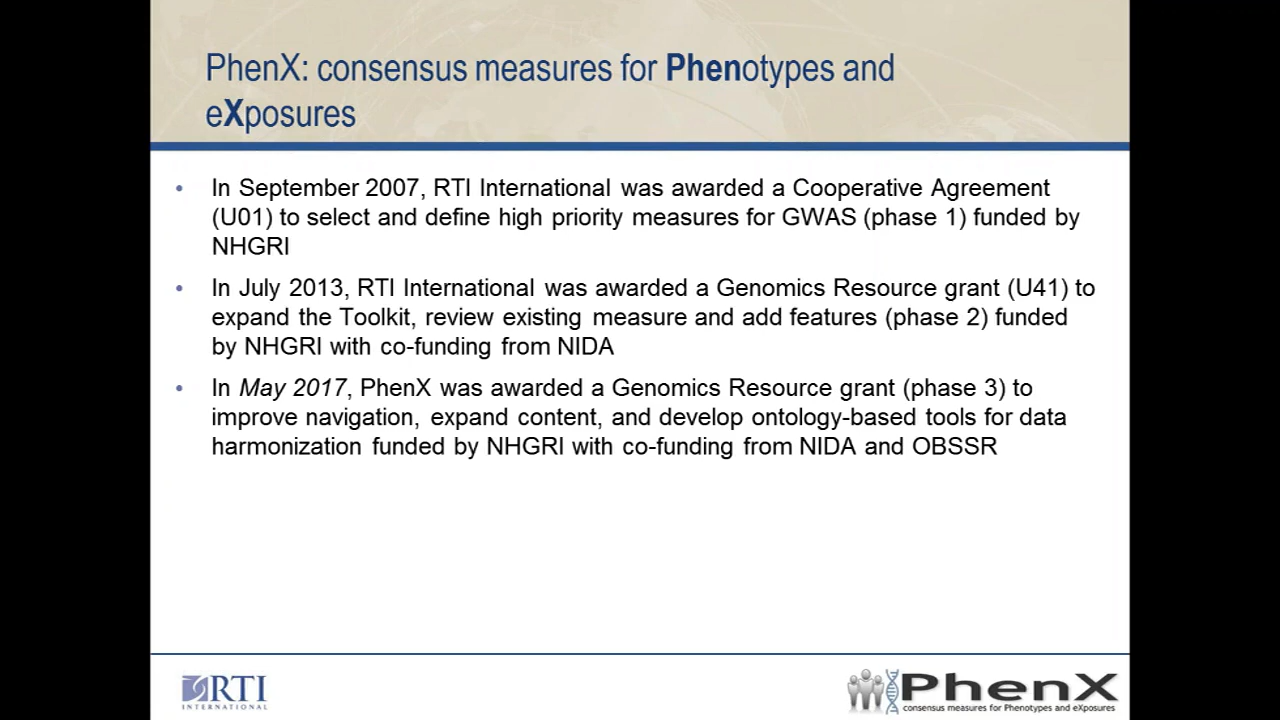 PhenX: consensus measures for Phenotypes and
eXposures
• In September 2007, RTI International was awarded a Cooperative Agreement
(U01) to select and define high priority measures for GWAS (phase 1) funded by
NHGRI
• In July 2013, RTI International was awarded a Genomics Resource grant (U41) to
expand the Toolkit, review existing measure and add features (phase 2) funded
by NHGRI with co-funding from NIDA
• In May 2017, PhenX was awarded a Genomics Resource grant (phase 3) to
improve navigation, expand content, and develop ontology-based tools for data
harmonization funded by NHGRI with co-funding from NIDA and OBSSR
RTI
INTERNATIONAL
PhenX
consensus measures for Phenotypes and eXposures